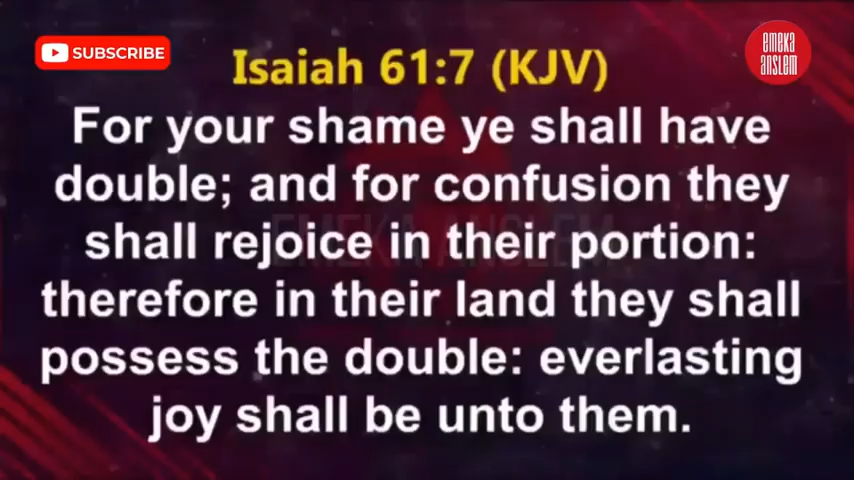 SUBSCRIBE
Isaiah 61:7 (KJV)
emeka
anslem
For your shame ye shall have
double; and for confusion they
shall rejoice in their portion:
EMEKA ANSLEM
therefore in their land they shall
possess the double: everlasting
joy shall be unto them.